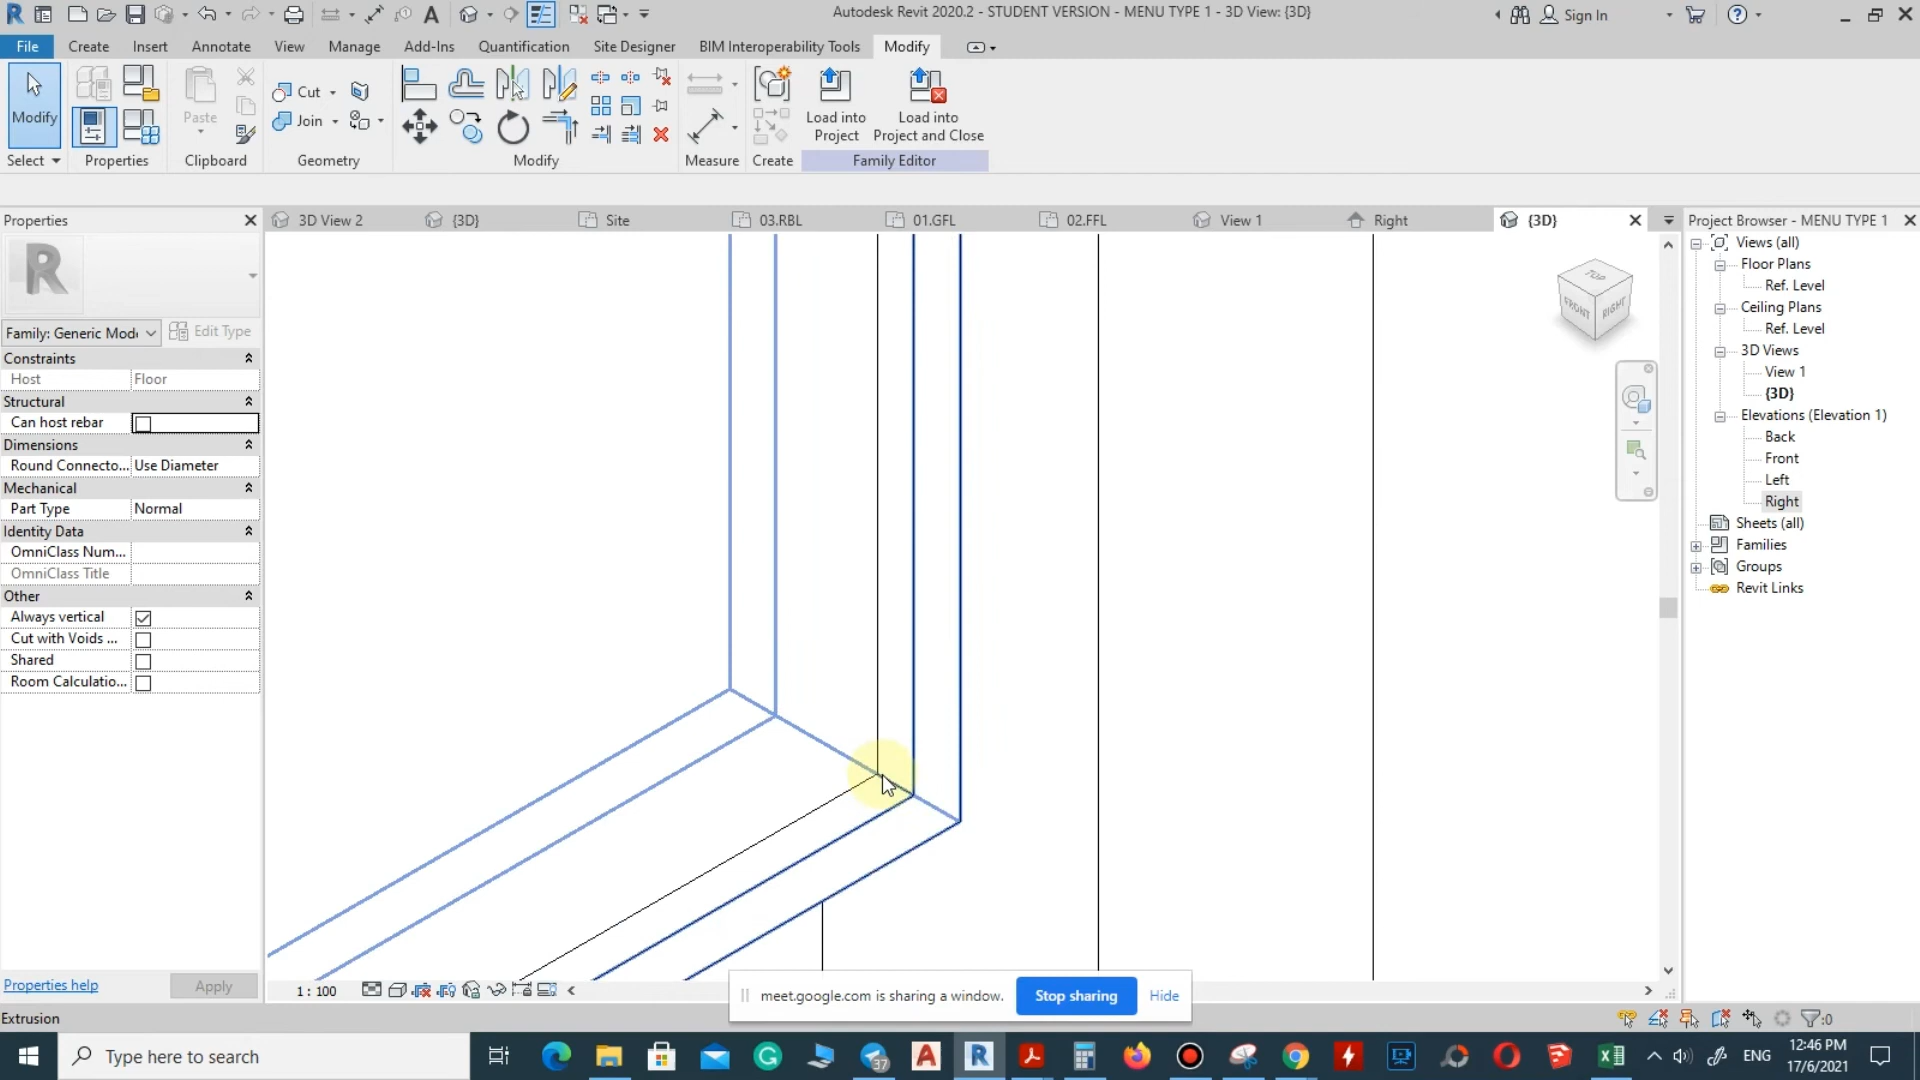 Autodesk Revit 2020.2 - STUDENT VERSION - MENU TYPE 1 - 3D View: {3D}
Sign In
File Create Insert Annotate View Manage Add-Ins Quantification Site Designer BIM Interoperability Tools Modify
Modify
Paste
Cut
Join
Load into
Project
Load into
Project and Close
Select Properties Clipboard Geometry Modify Measure Create Family Editor
Properties
3D View 2 {3D} Site 03.RBL 01.GFL 02.FFL View 1 Right {3D}
Project Browser - MENU TYPE 1
Family: Generic Mod
Edit Type
Constraints
Host Floor
Structural
Can host rebar
Dimensions
Round Connecto... Use Diameter
Mechanical
Part Type Normal
Identity Data
OmniClass Num...
OmniClass Title
Other
Always vertical
Cut with Voids ...
Shared
Room Calculatio...
Properties help
Apply
TOP
FRONT
RIGHT
Views (all)
Floor Plans
Ref. Level
Ceiling Plans
Ref. Level
3D Views
View 1
{3D}
Elevations (Elevation 1)
Back
Front
Left
Right
Sheets (all)
Families
Groups
Revit Links
1 : 100
meet.google.com is sharing a window.
Stop sharing
Hide
Extrusion
:0
Type here to search
37
ENG
12:46 PM
17/6/2021